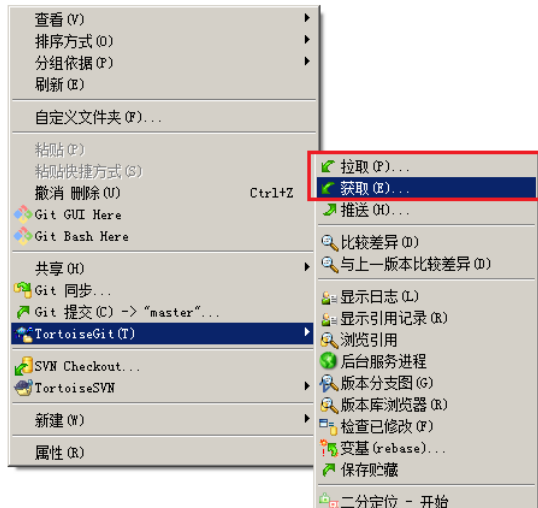 查看(V)
排序方式(O)
分组依据(P)
刷新(E)
自定义文件夹(F)...
粘贴(P)
粘贴快捷方式(S)
撤消 删除(U) Ctrl+Z
Git GUI Here
Git Bash Here
共享(H)
Git 同步...
Git 提交(C) -> "master"...
TortoiseGit(T)
SVN Checkout...
TortoiseSVN
新建(W)
属性(R)
拉取(P)...
获取(E)...
推送(H)...
比较差异(D)
与上一版本比较差异(D)
显示日志(L)
显示引用记录(R)
浏览引用
后台服务进程
版本分支图(G)
版本库浏览器(R)
检查已修改(F)
变基(rebase)...
保存贮藏
二分定位 - 开始